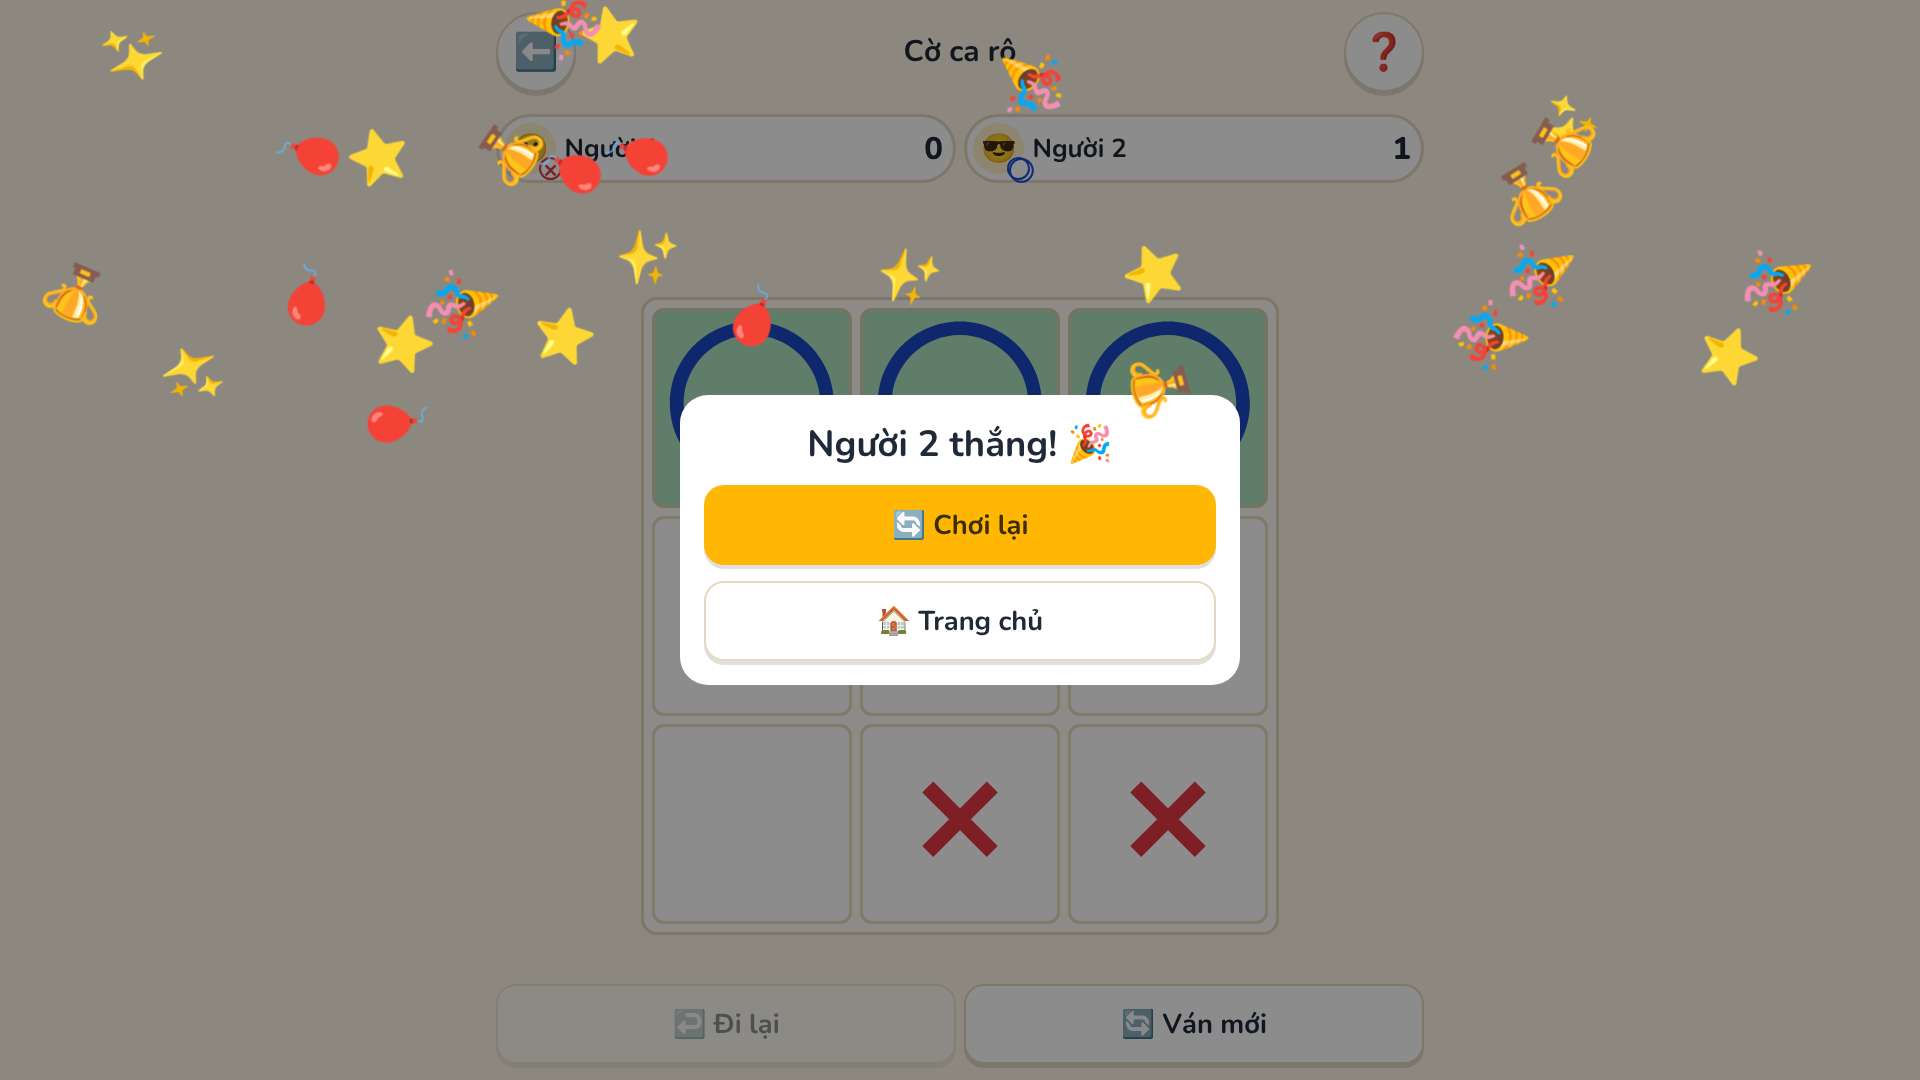 Cờ ca rô
0
Người 2
1
Người 2 thắng!
Chơi lại
Trang chủ
Đi lại
Ván mới